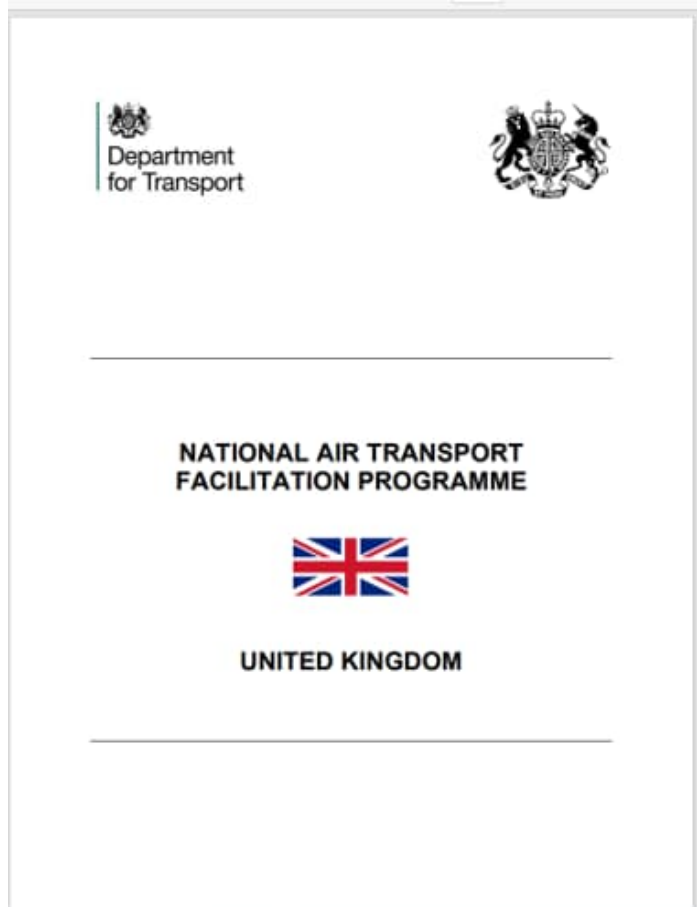 Department
for Transport
NATIONAL AIR TRANSPORT
FACILITATION PROGRAMME
UNITED KINGDOM